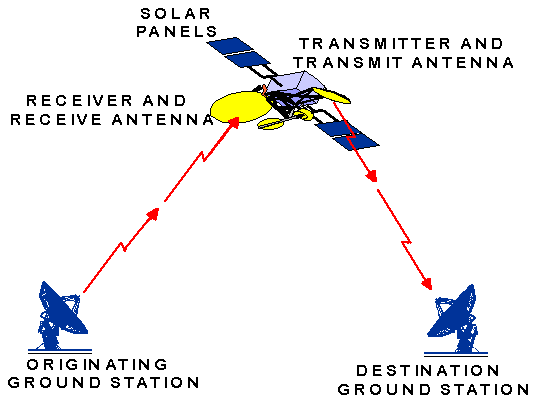 SOLAR
PANELS
TRANSMITTER AND
TRANSMIT ANTENNA
RECEIVER AND
RECEIVE ANTENNA
ORIGINATING
GROUND STATION
DESTINATION
GROUND STATION